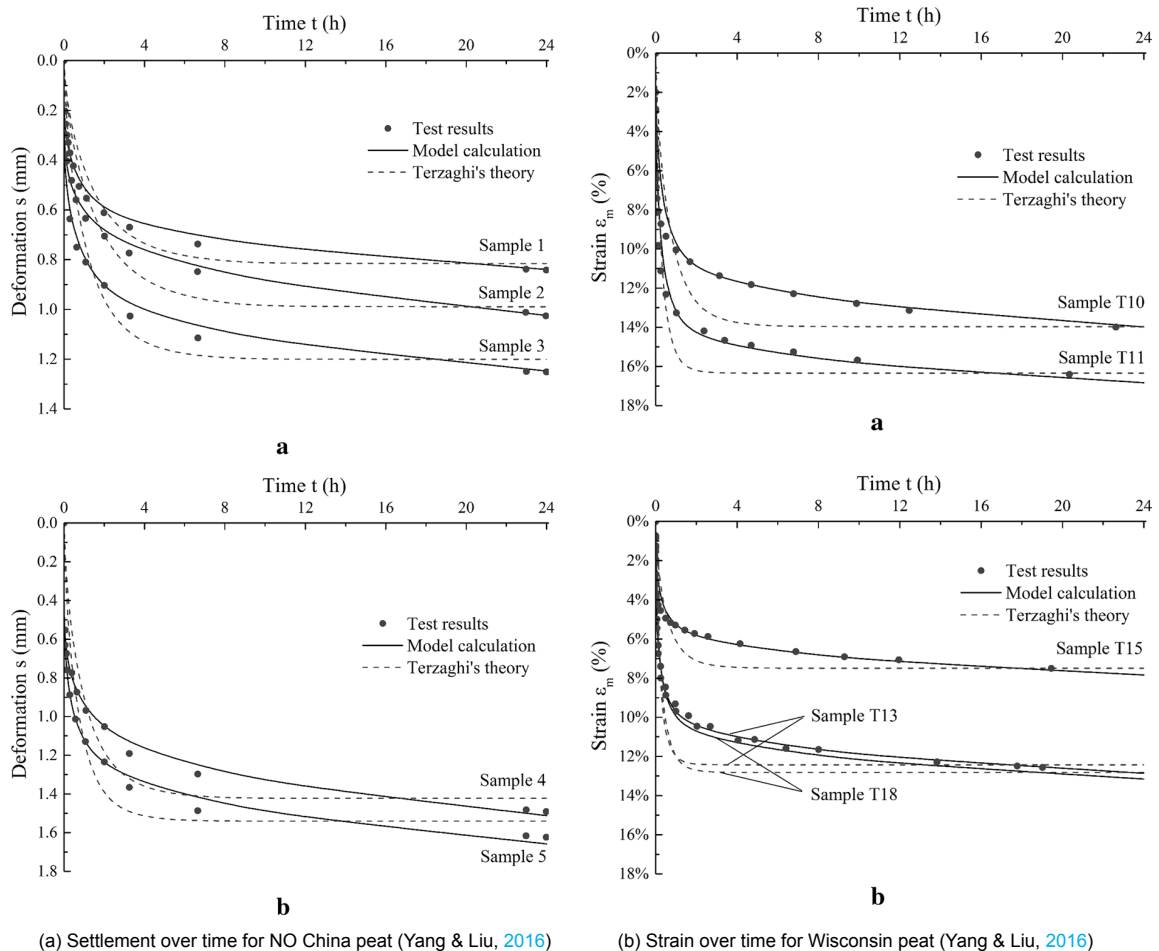 Time t (h)
0 4 8 12 16 20 24
0.0
0.2
0.4
0.6
0.8
1.0
1.2
1.4
Deformation s (mm)
Test results
Model calculation
Terzaghi's theory
Sample 1
Sample 2
Sample 3
a
Time t (h)
0 4 8 12 16 20 24
0%
2%
4%
6%
8%
10%
12%
14%
16%
18%
Strain ε_m (%)
Test results
Model calculation
Terzaghi's theory
Sample T10
Sample T11
a
Time t (h)
0 4 8 12 16 20 24
0.0
0.2
0.4
0.6
0.8
1.0
1.2
1.4
1.6
1.8
Deformation s (mm)
Test results
Model calculation
Terzaghi's theory
Sample 4
Sample 5
b
Time t (h)
0 4 8 12 16 20 24
0%
2%
4%
6%
8%
10%
12%
14%
16%
18%
Strain ε_m (%)
Test results
Model calculation
Terzaghi's theory
Sample T15
Sample T13
Sample T18
b
(a) Settlement over time for NO China peat (Yang & Liu, 2016)
(b) Strain over time for Wisconsin peat (Yang & Liu, 2016)